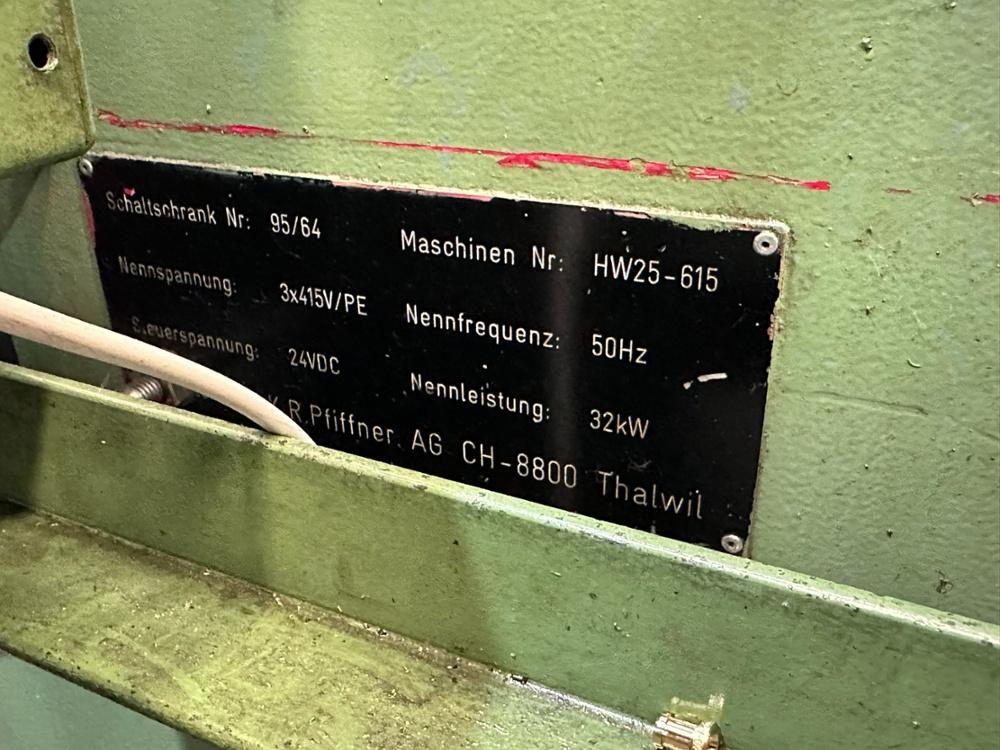 Schaltschrank Nr: 95/64 Maschinen Nr: HW25-615
Nennspannung: 3x415V/PE Nennfrequenz: 50Hz
Steuerspannung: 24VDC Nennleistung: 32kW
K.R.Pfiffner AG CH-8800 Thalwil